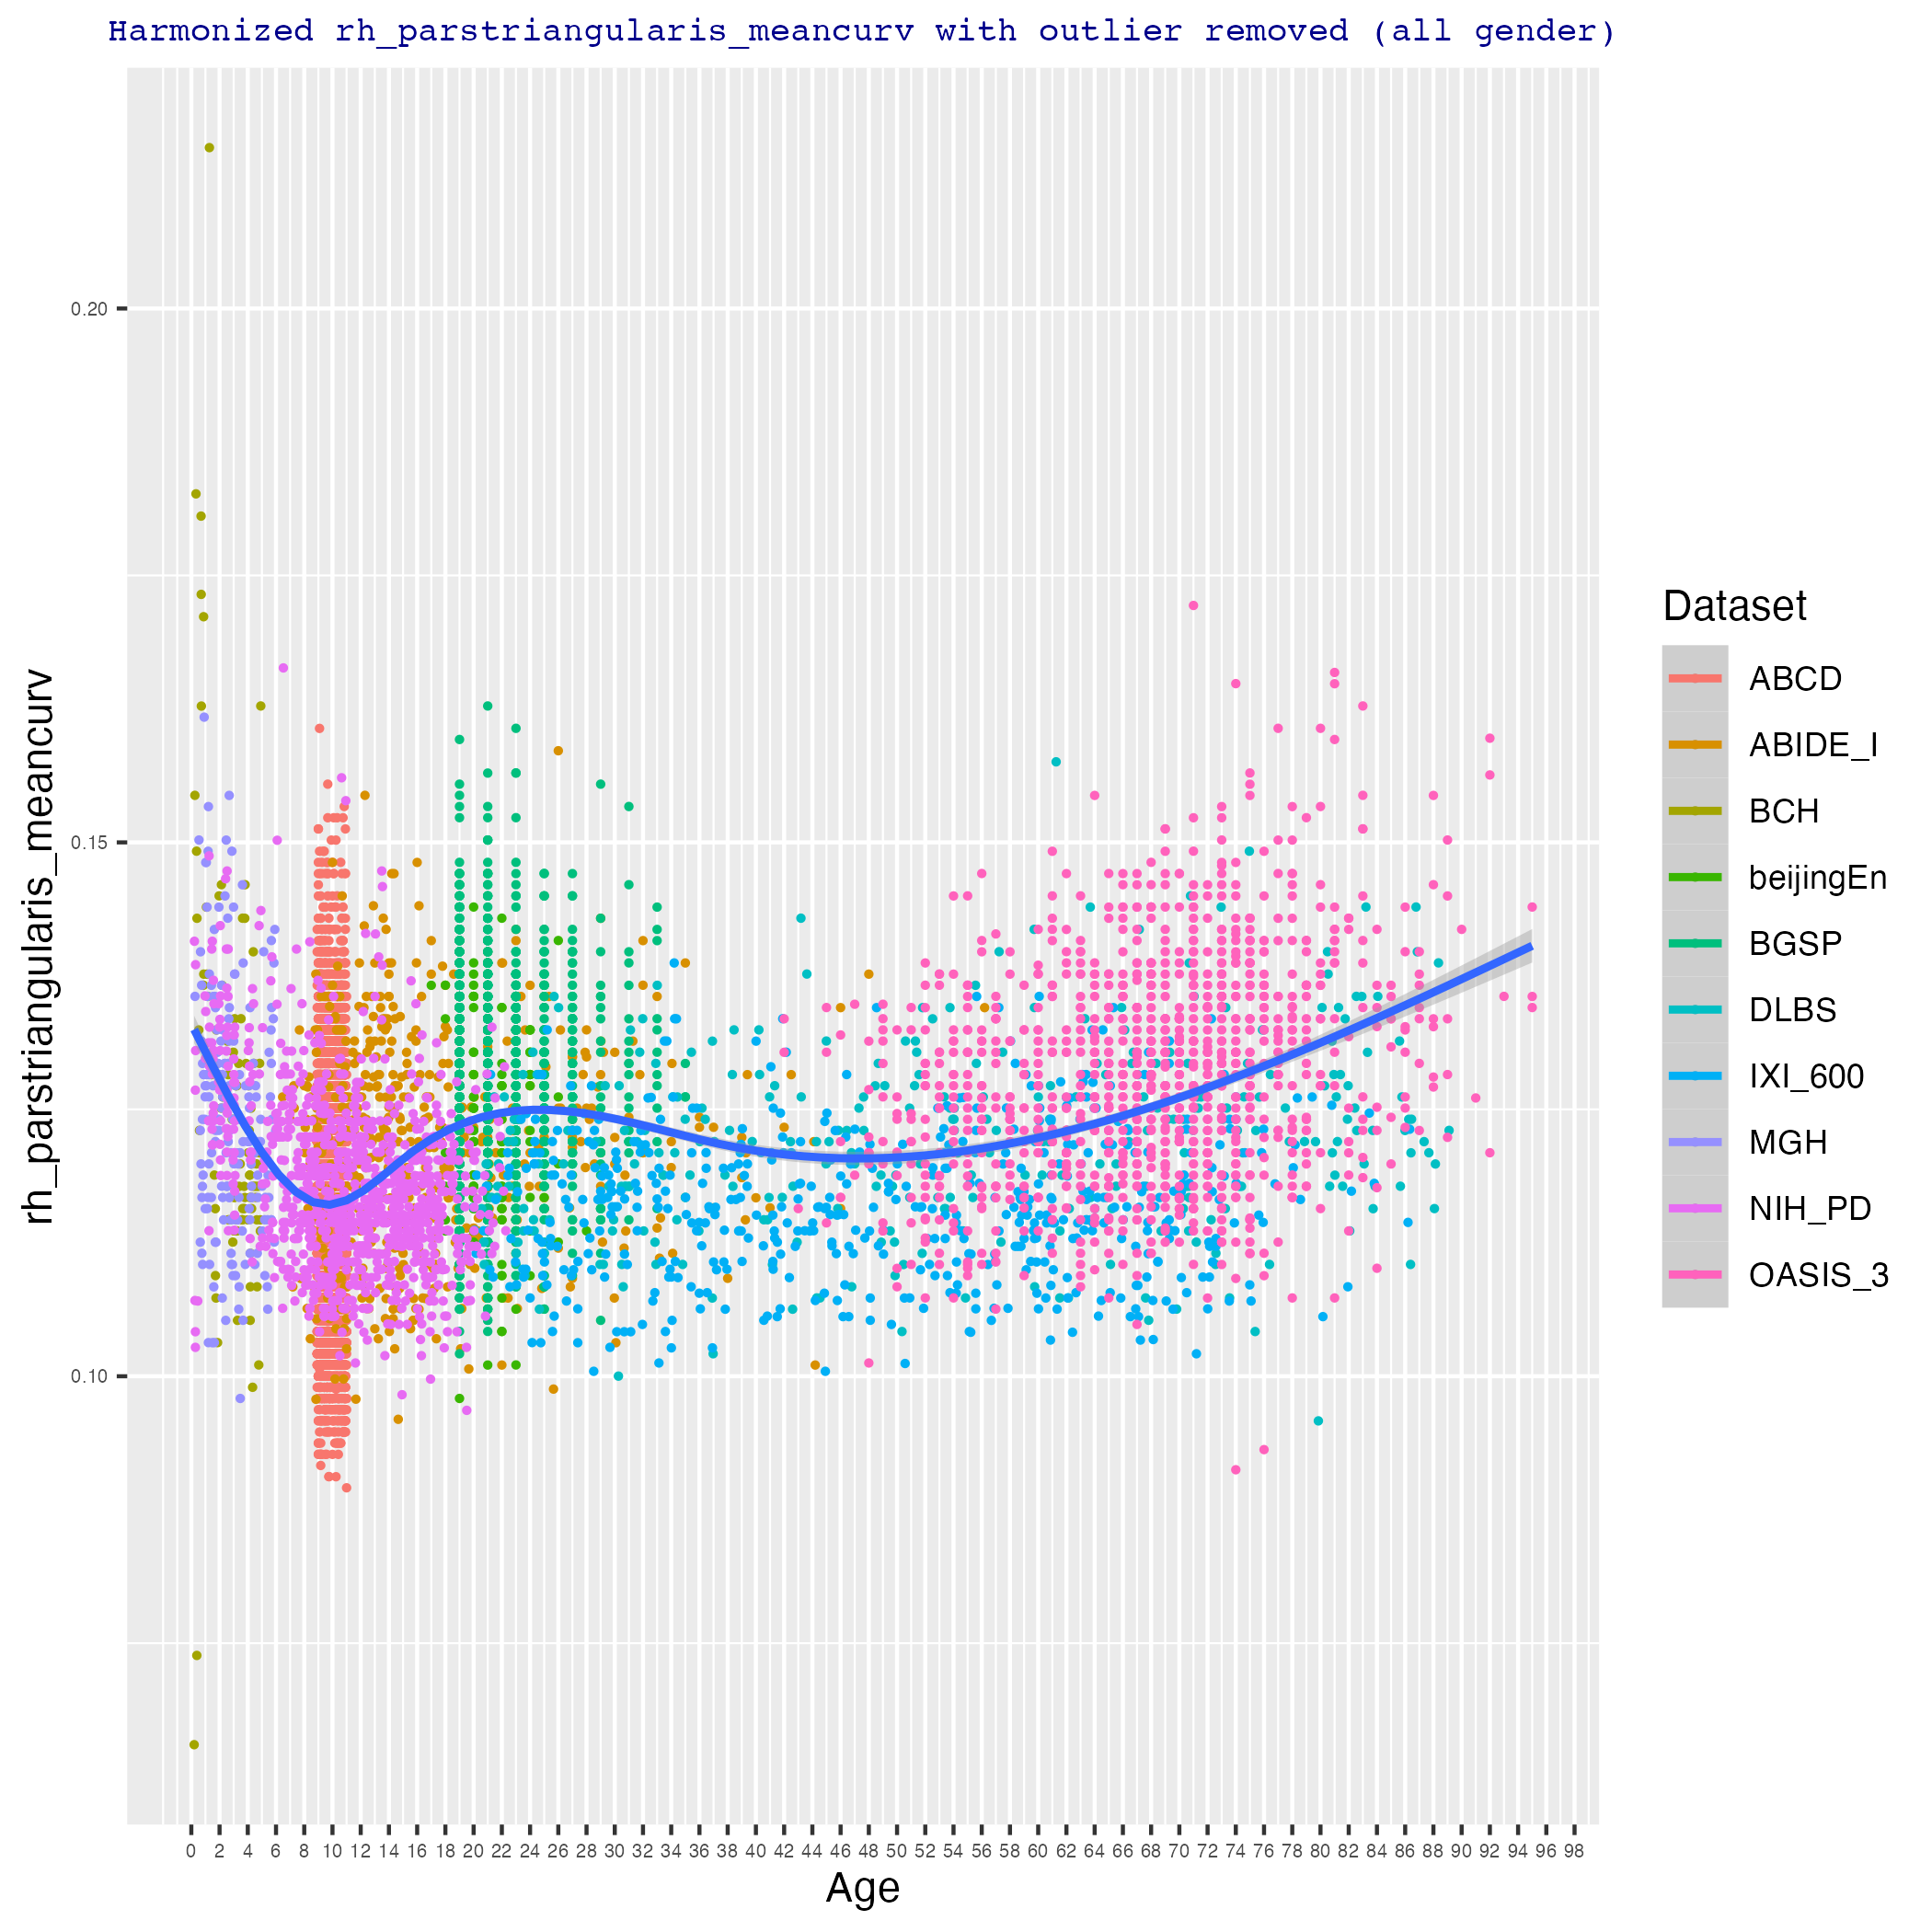 Harmonized rh_parstriangularis_meancurv with outlier removed (all gender)
rh_parstriangularis_meancurv
0.20
0.15
0.10
0 2 4 6 8 10 12 14 16 18 20 22 24 26 28 30 32 34 36 38 40 42 44 46 48 50 52 54 56 58 60 62 64 66 68 70 72 74 76 78 80 82 84 86 88 90 92 94 96 98
Age
Dataset
ABCD
ABIDE_I
BCH
beijingEn
BGSP
DLBS
IXI_600
MGH
NIH_PD
OASIS_3